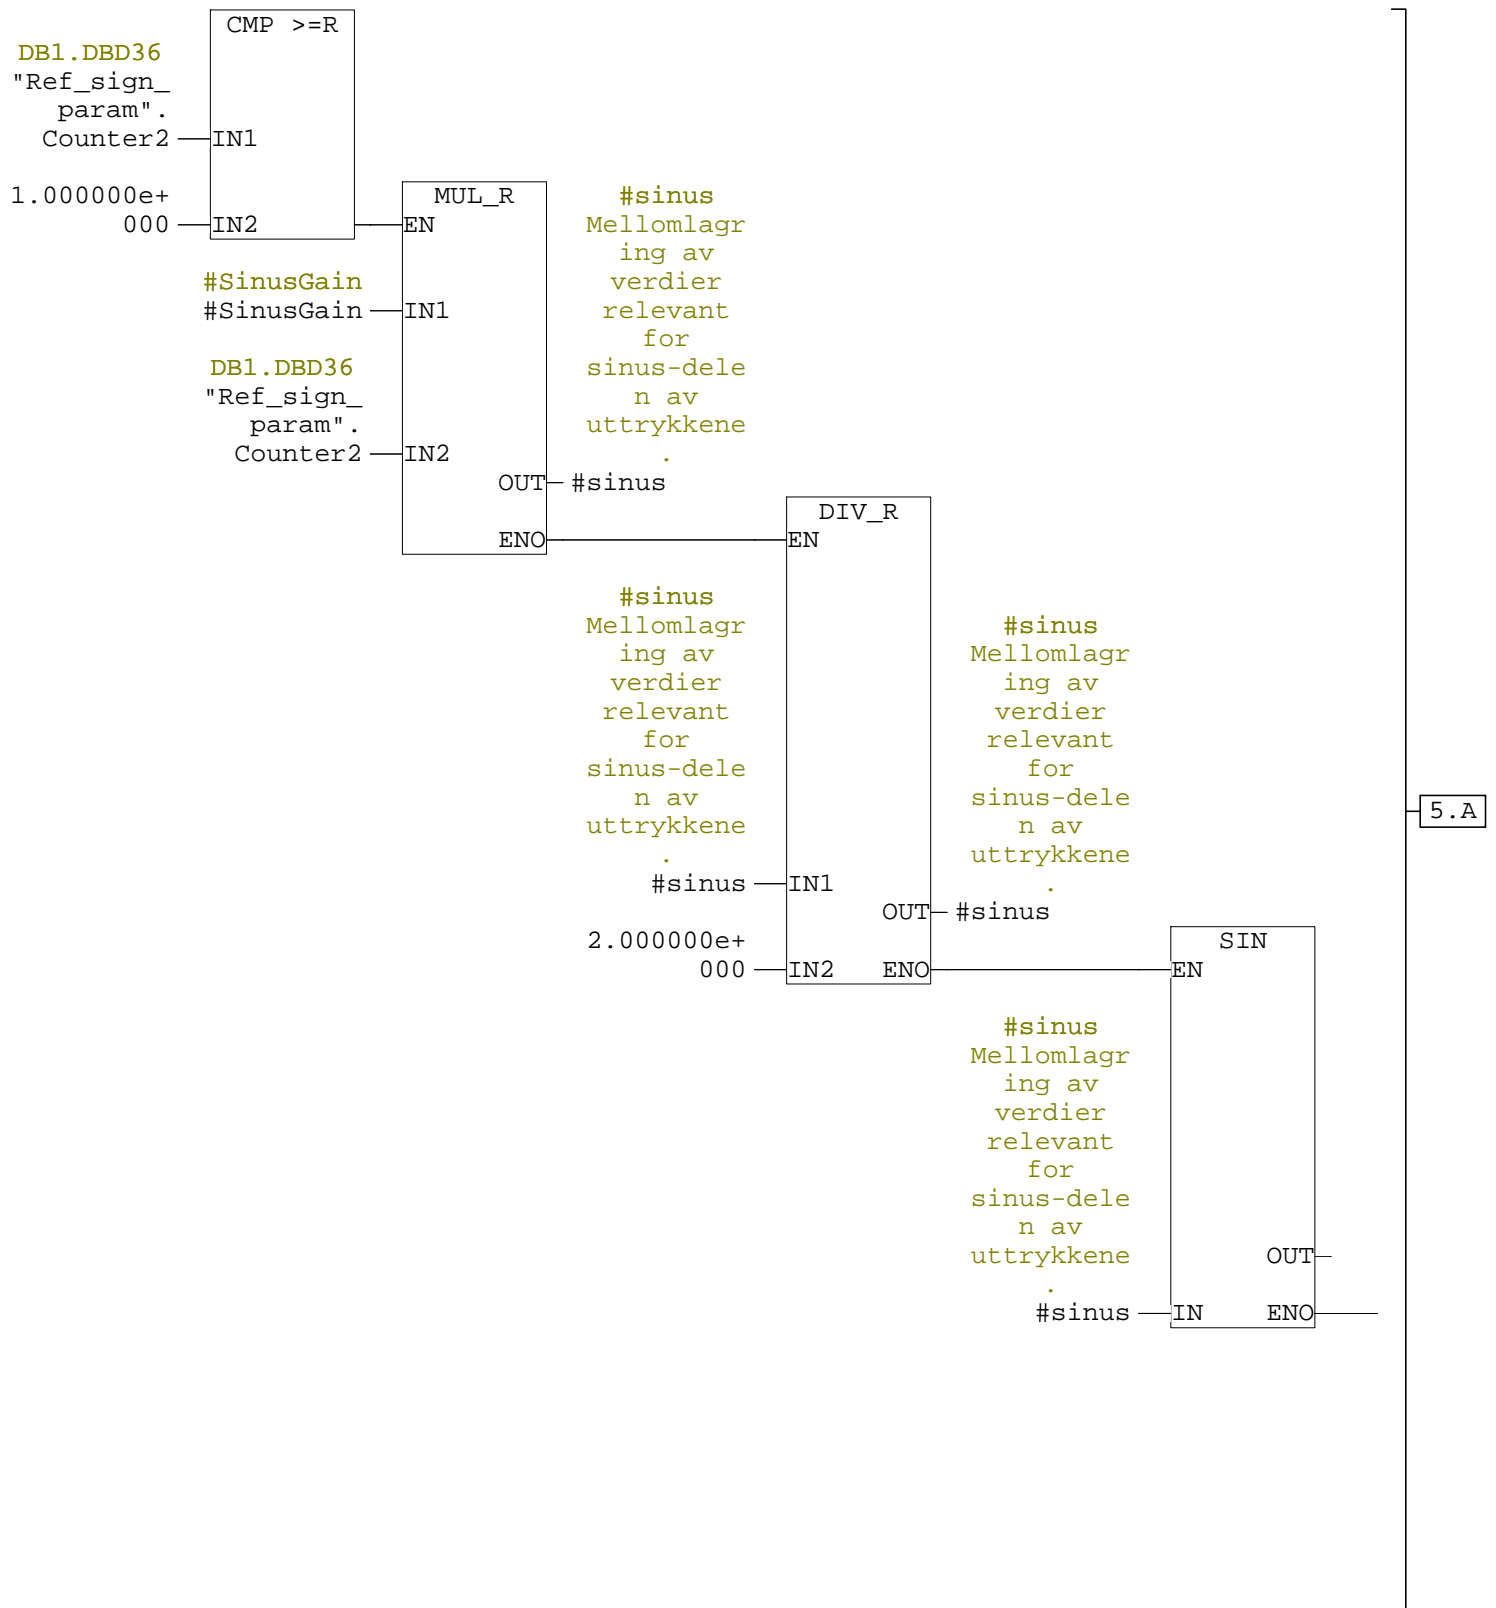 CMP >=R
DB1.DBD36
"Ref_sign_
param".
Counter2
IN1
1.000000e+
000
IN2
MUL_R
EN
#SinusGain
#SinusGain
IN1
DB1.DBD36
"Ref_sign_
param".
Counter2
IN2
#sinus
Mellomlagr
ing av
verdier
relevant
for
sinus-dele
n av
uttrykkene
.
OUT
#sinus
ENO
DIV_R
EN
#sinus
Mellomlagr
ing av
verdier
relevant
for
sinus-dele
n av
uttrykkene
.
#sinus
IN1
2.000000e+
000
IN2
#sinus
Mellomlagr
ing av
verdier
relevant
for
sinus-dele
n av
uttrykkene
.
OUT
#sinus
ENO
SIN
EN
#sinus
Mellomlagr
ing av
verdier
relevant
for
sinus-dele
n av
uttrykkene
.
#sinus
IN
OUT
ENO
5.A